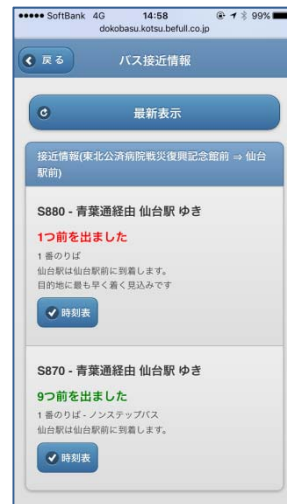 SoftBank 4G 14:58 99%
dokobasu.kotsu.befull.co.jp
戻る バス接近情報
最新表示
接近情報(東北公済病院戦災復興記念館前 ⇒ 仙台
駅前)
S880 - 青葉通経由 仙台駅 ゆき
1つ前を出ました
1 番のりば
仙台駅は仙台駅前に到着します。
目的地に最も早く着く見込みです
時刻表
S870 - 青葉通経由 仙台駅 ゆき
9つ前を出ました
1 番のりば - ノンステップバス
仙台駅は仙台駅前に到着します。
時刻表